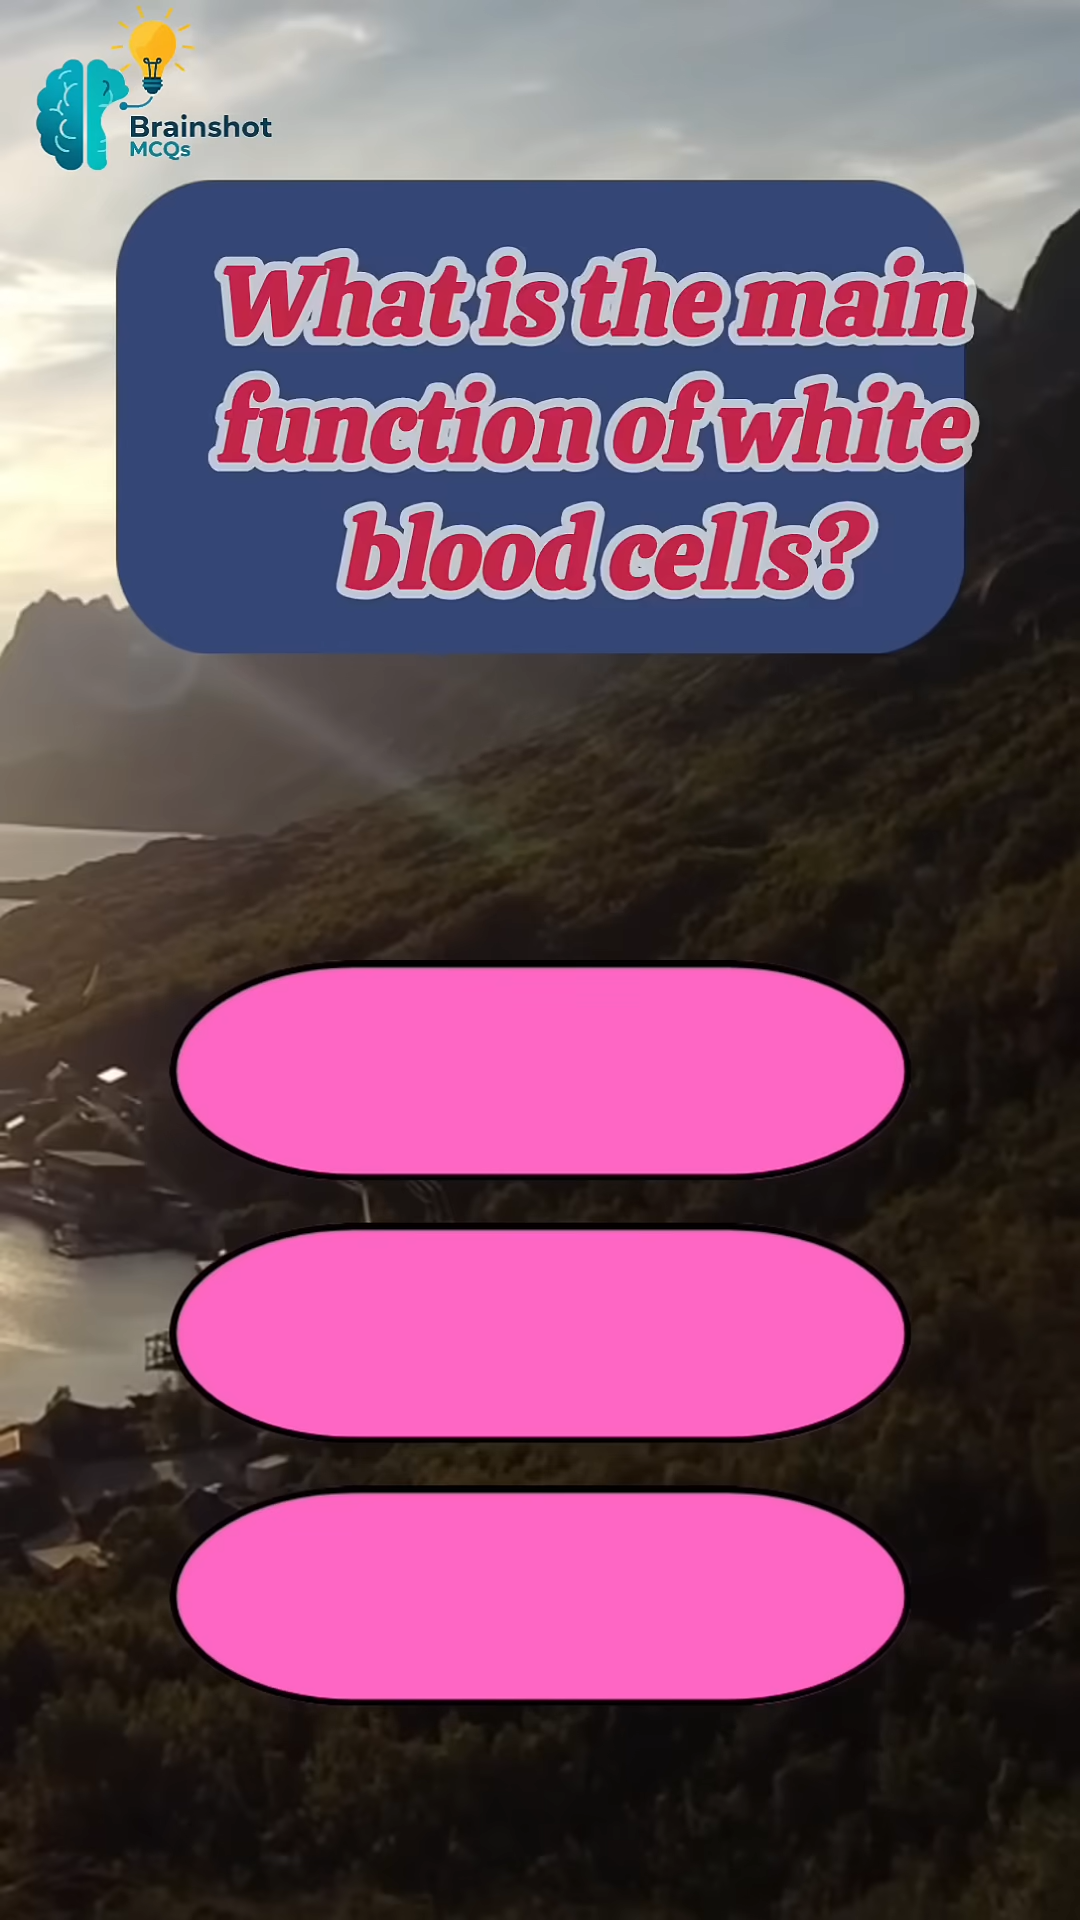 Brainshot
MCQs
What is the main
function of white
blood cells?